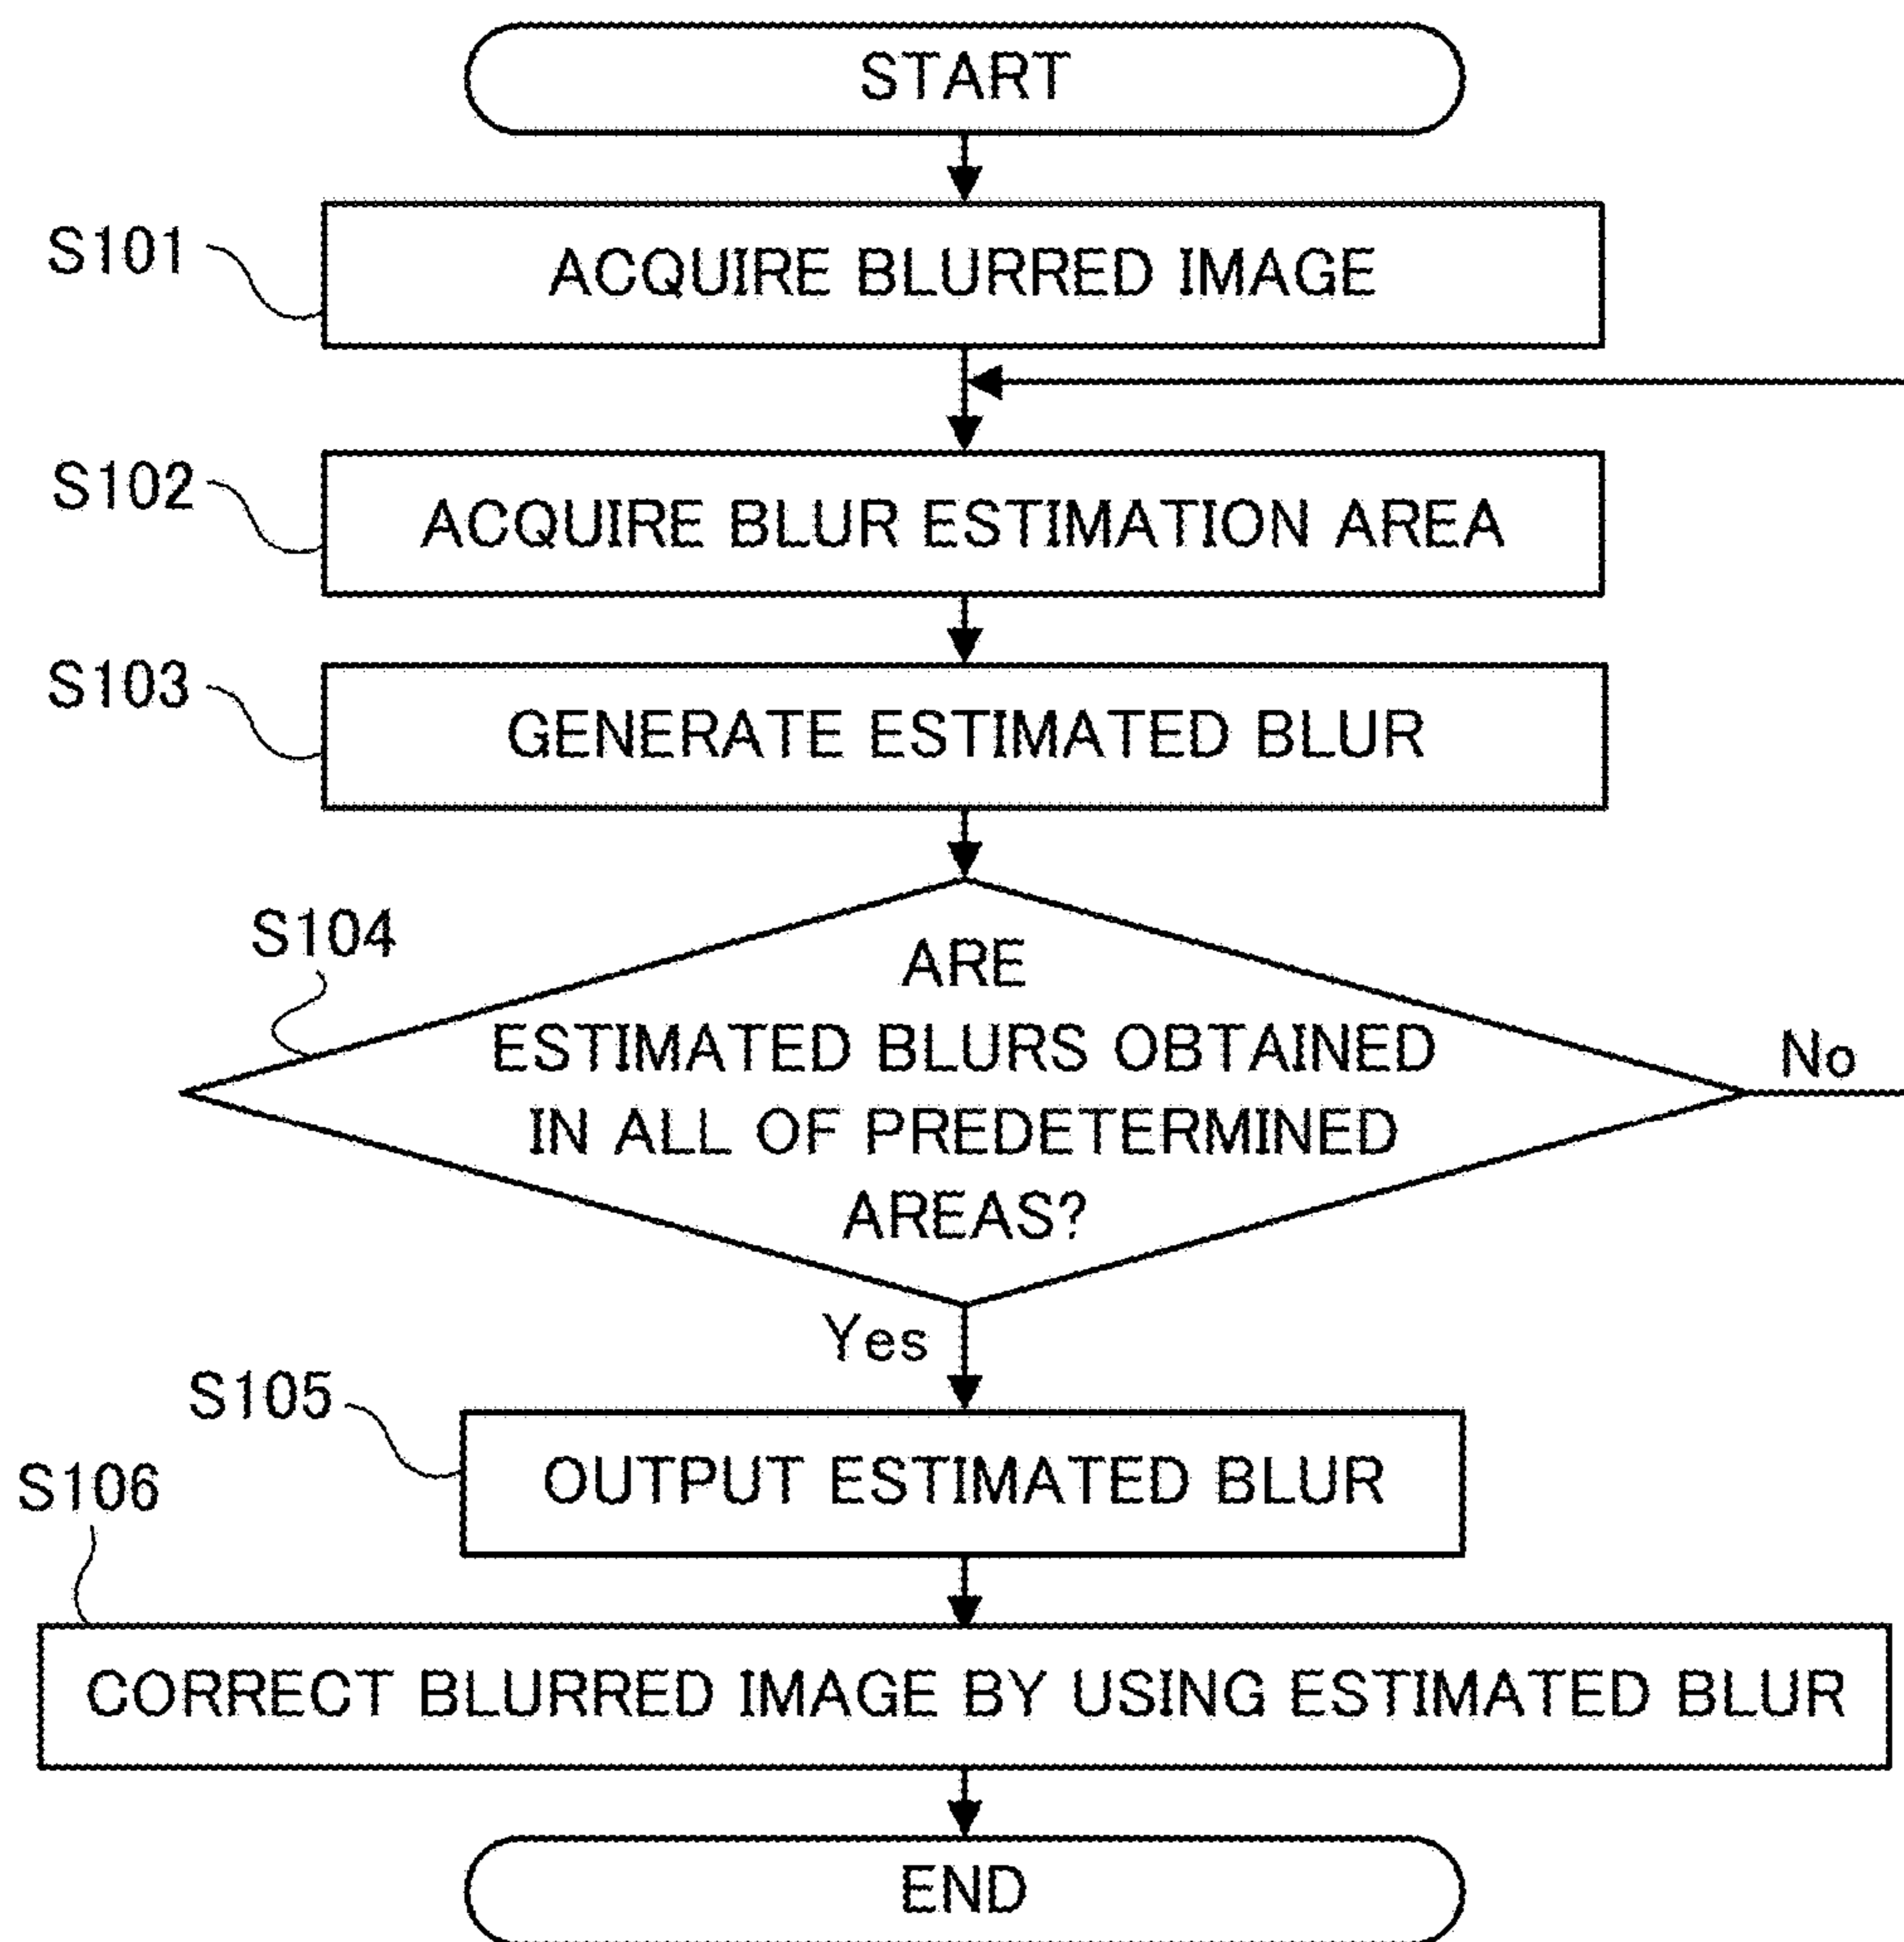 START
S101
ACQUIRE BLURRED IMAGE
S102
ACQUIRE BLUR ESTIMATION AREA
S103
GENERATE ESTIMATED BLUR
S104
ARE
ESTIMATED BLURS OBTAINED
IN ALL OF PREDETERMINED
AREAS?
No
Yes
S105
OUTPUT ESTIMATED BLUR
S106
CORRECT BLURRED IMAGE BY USING ESTIMATED BLUR
END